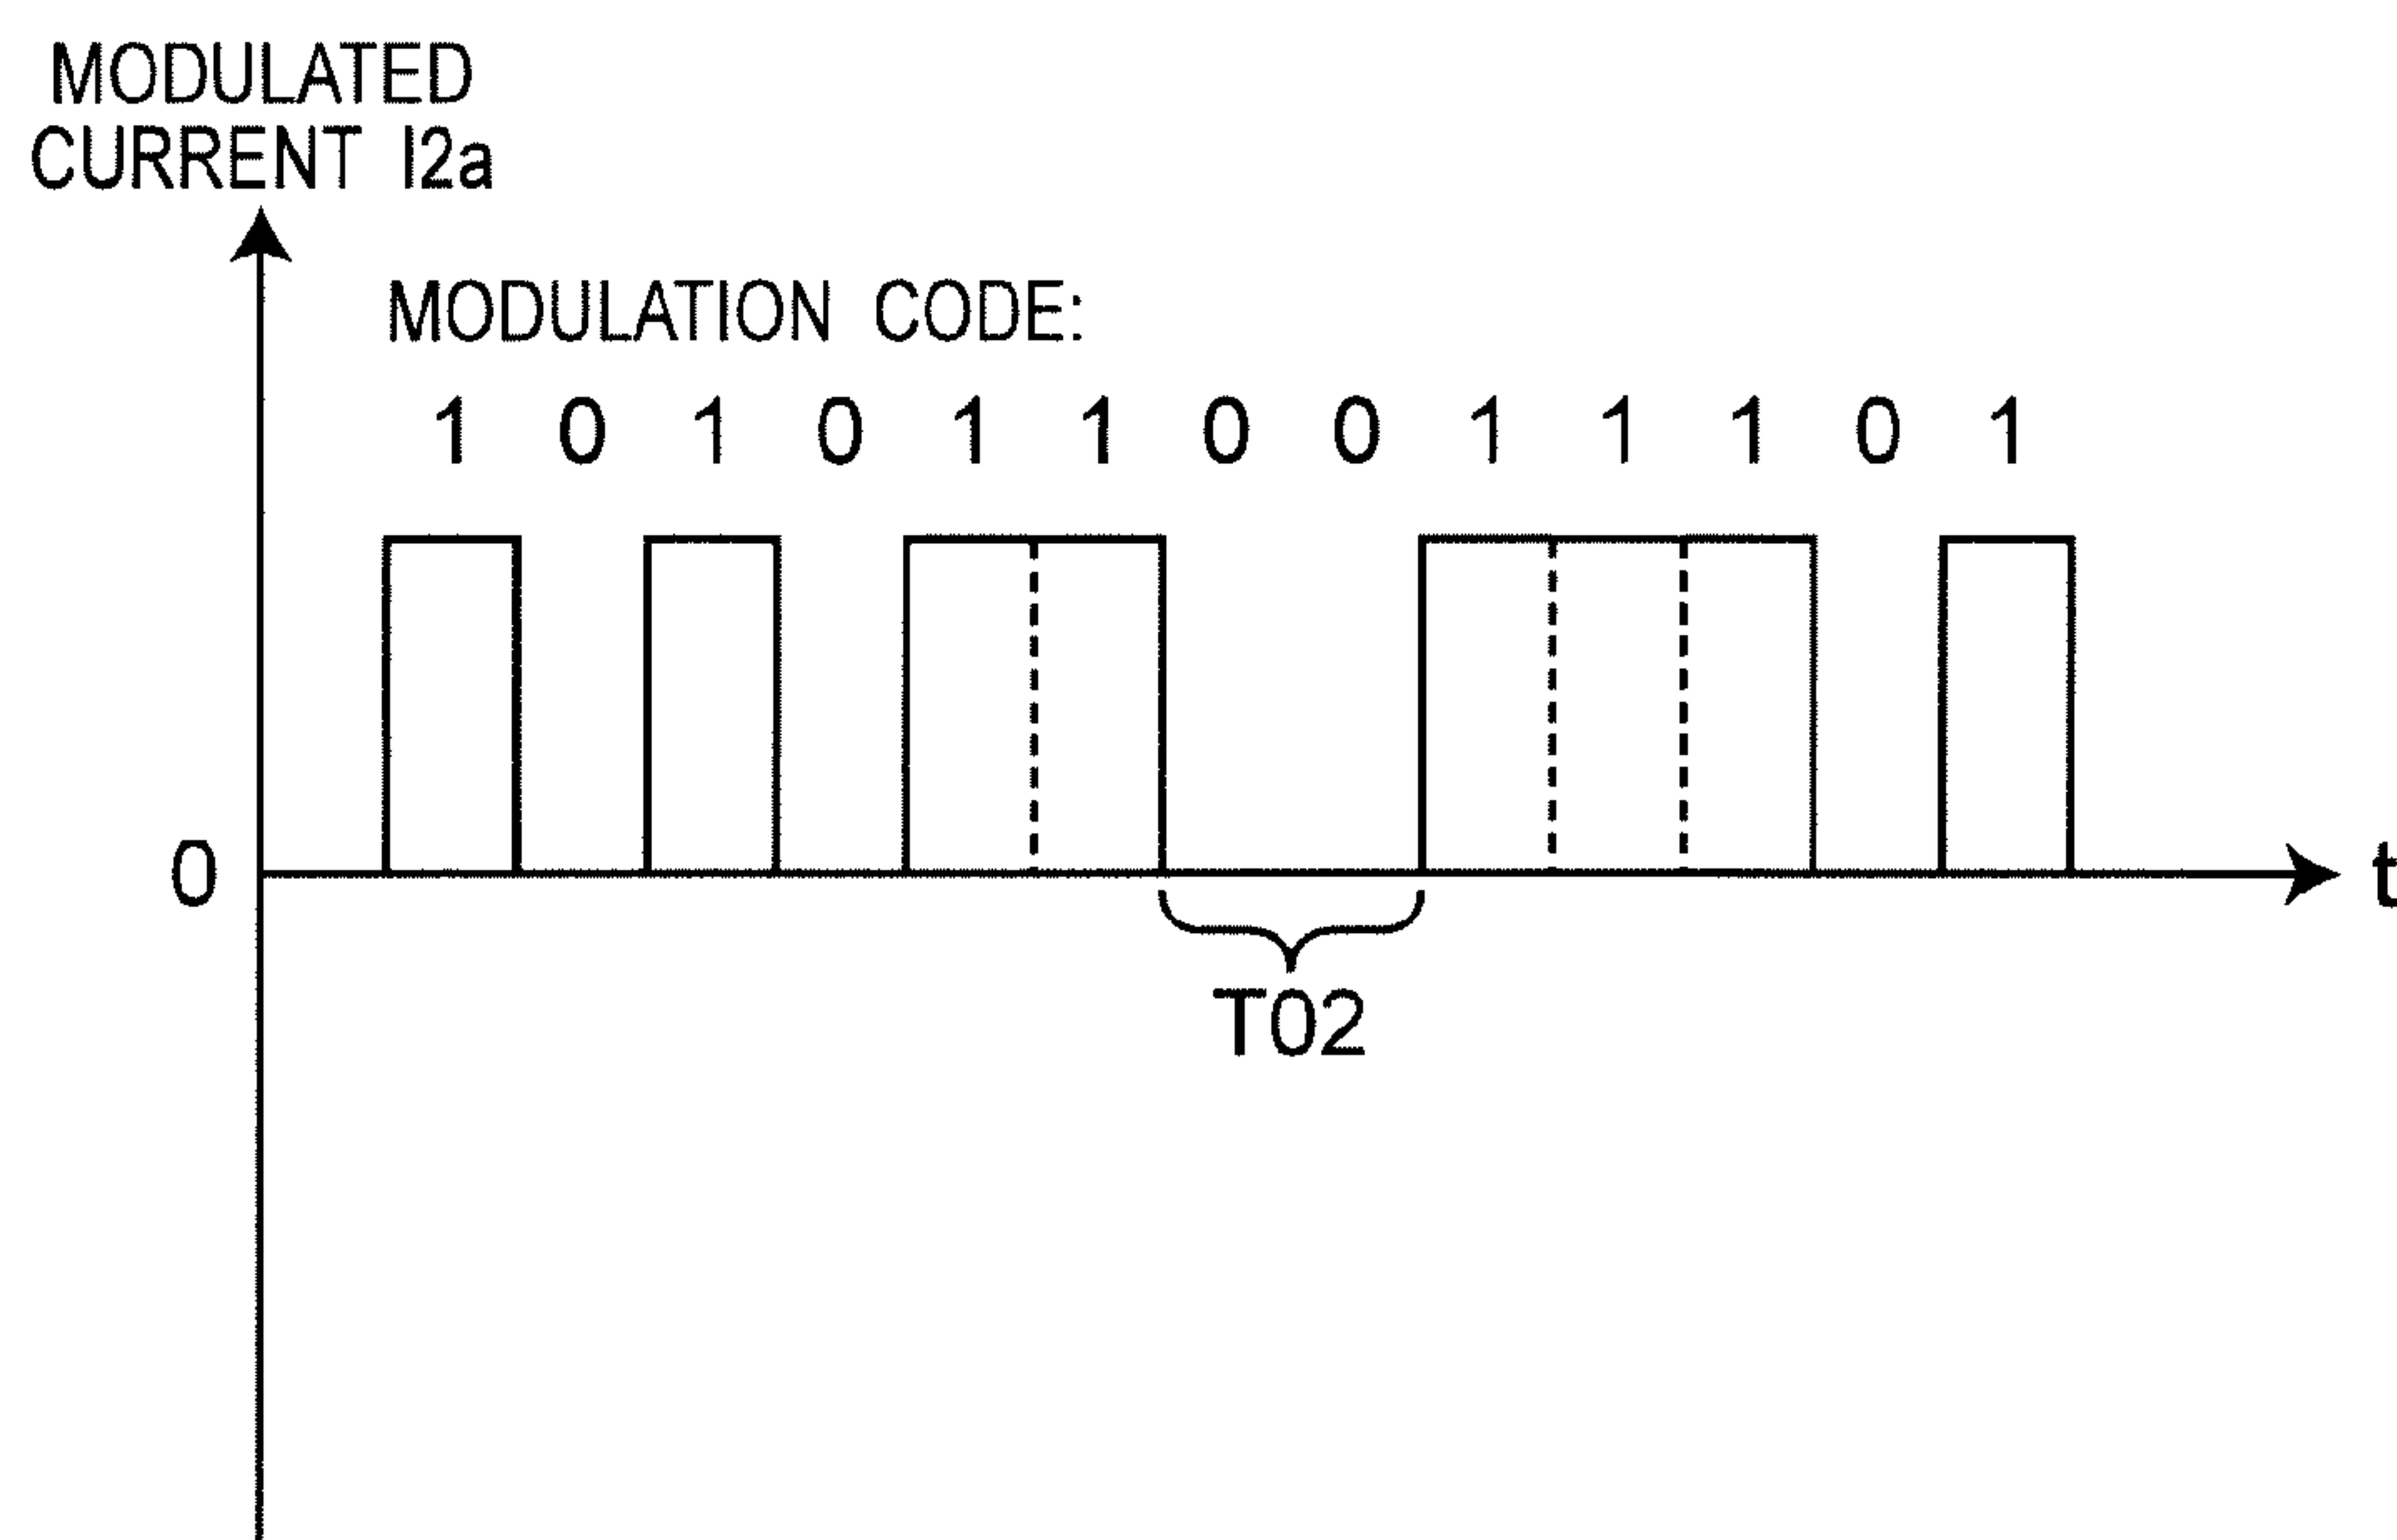 MODULATED
CURRENT I2a
MODULATION CODE:
1 0 1 0 1 1 0 0 1 1 1 0 1
0
t
T02